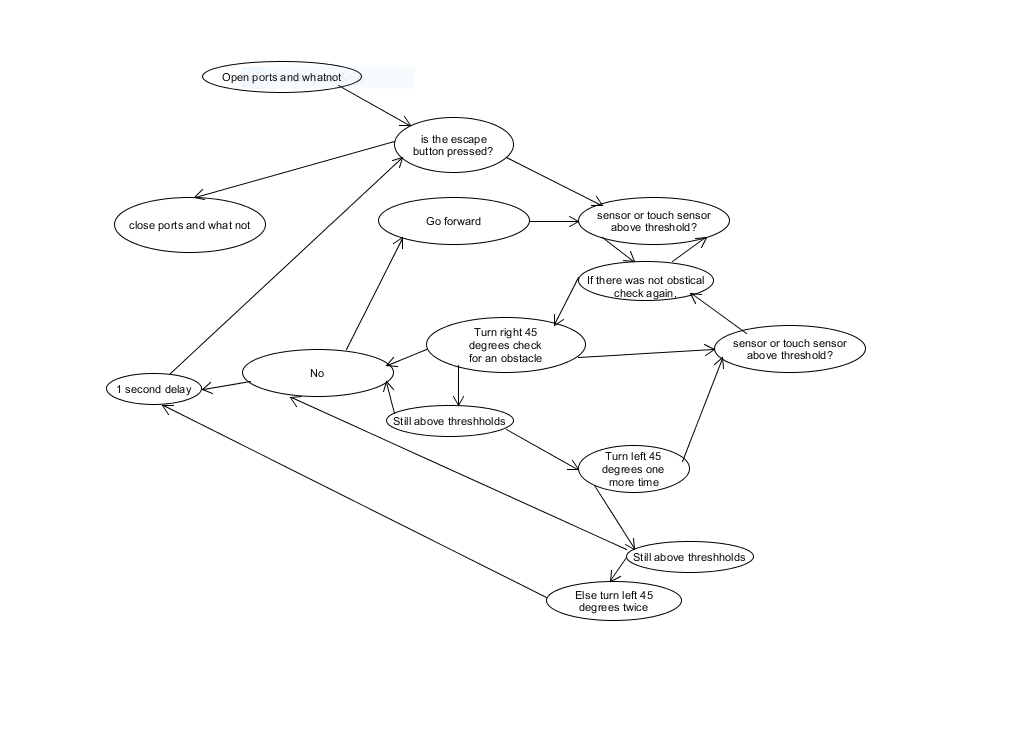 Open ports and whatnot
is the escape
button pressed?
close ports and what not
Go forward
sensor or touch sensor
above threshold?
If there was not obstical
check again,
Turn right 45
degrees check
for an obstacle
sensor or touch sensor
above threshold?
No
1 second delay
Still above threshholds
Turn left 45
degrees one
more time
Still above threshholds
Else turn left 45
degrees twice